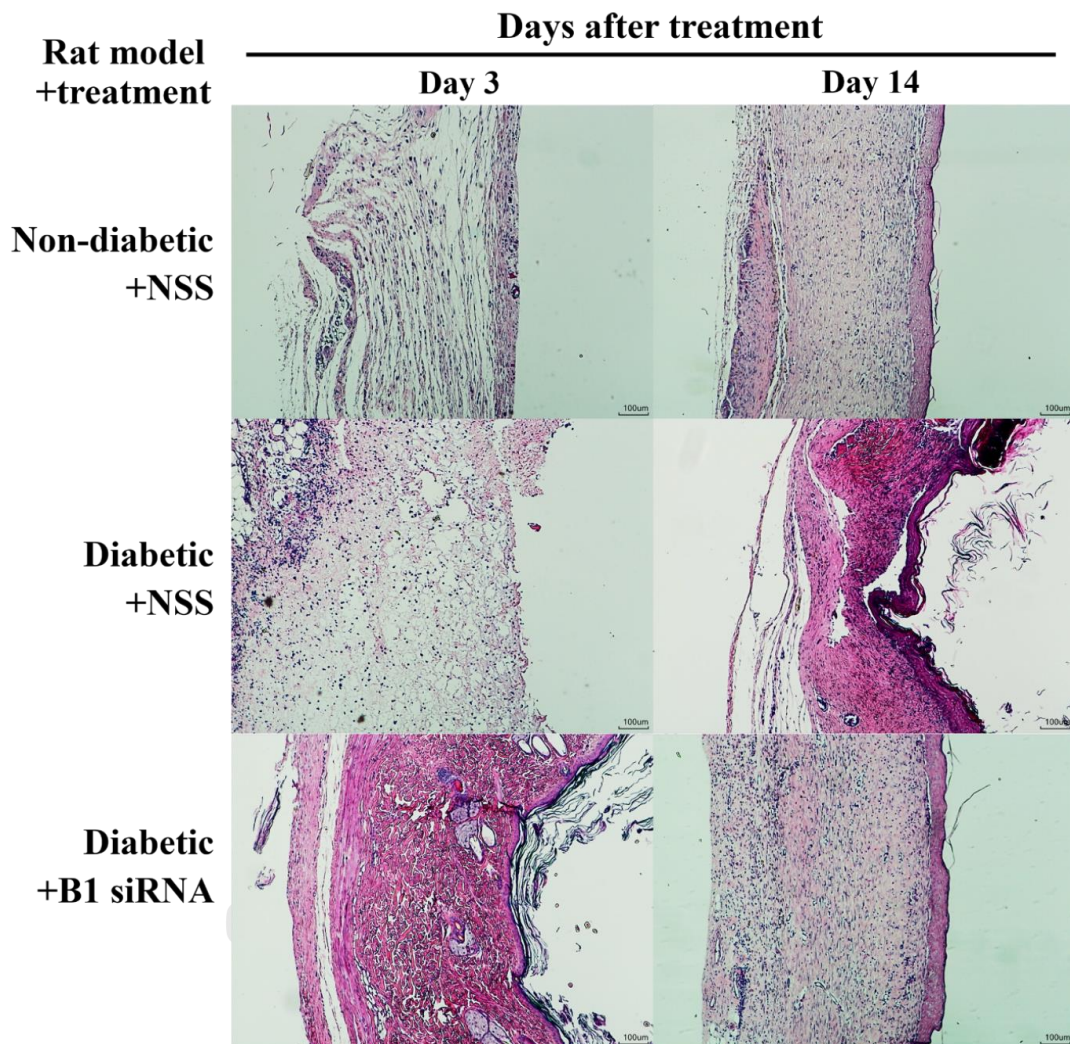 Days after treatment
Rat model
+treatment
Day 3
Day 14
Non-diabetic
+NSS
100um
100um
Diabetic
+NSS
100um
100um
Diabetic
+B1 siRNA
100um
100um